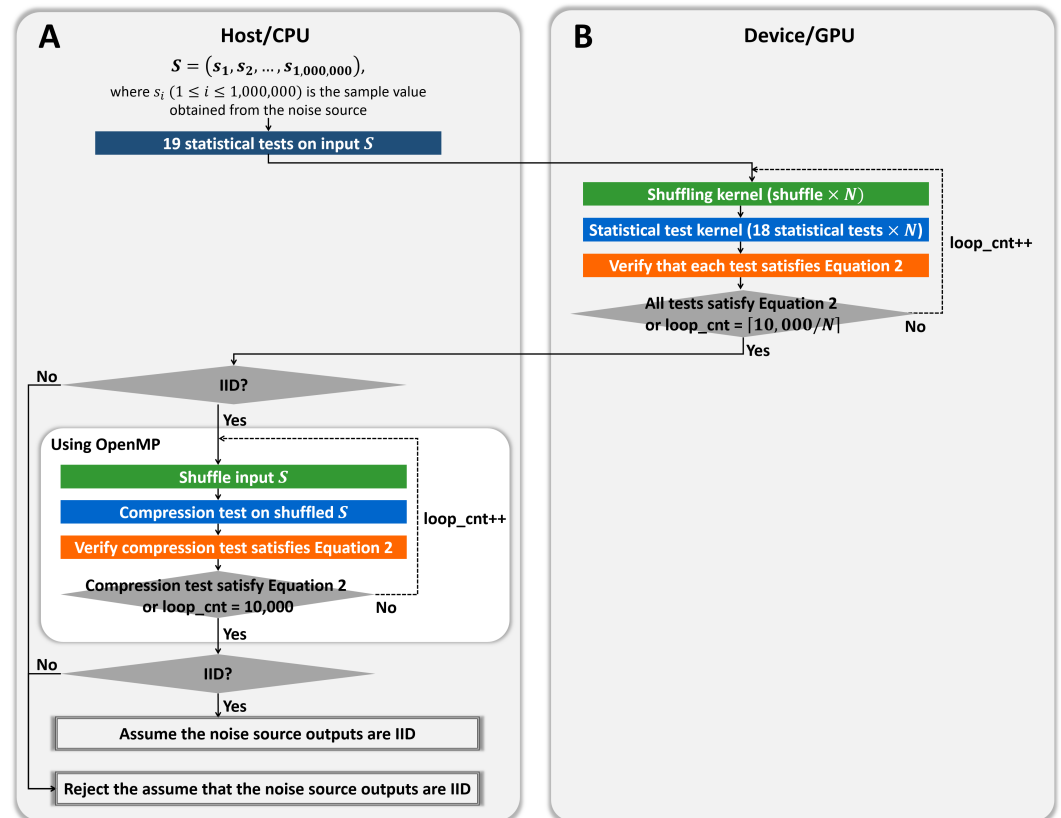 A
Host/CPU
S = (s₁, s₂, ..., s₁,₀₀₀,₀₀₀),
where sᵢ (1 ≤ i ≤ 1,000,000) is the sample value
obtained from the noise source
19 statistical tests on input S
B
Device/GPU
Shuffling kernel (shuffle × N)
Statistical test kernel (18 statistical tests × N)
Verify that each test satisfies Equation 2
loop_cnt++
All tests satisfy Equation 2
or loop_cnt = ⌈10,000/N⌉
No
Yes
IID?
No
Yes
Using OpenMP
Shuffle input S
Compression test on shuffled S
loop_cnt++
Verify compression test satisfies Equation 2
Compression test satisfy Equation 2
or loop_cnt = 10,000
No
Yes
IID?
No
Yes
Assume the noise source outputs are IID
Reject the assume that the noise source outputs are IID